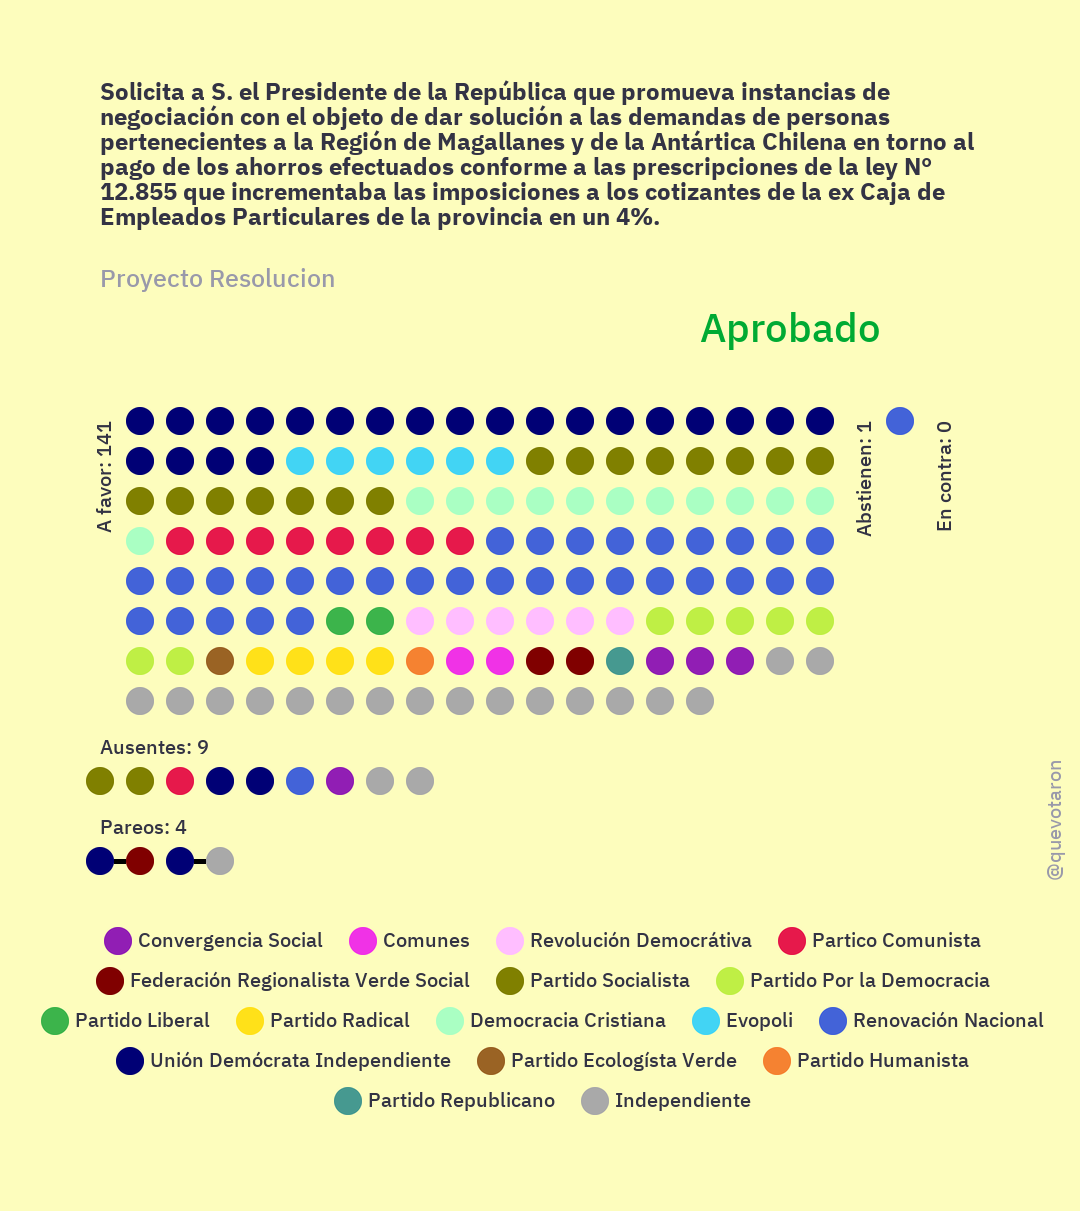 Solicita a S. el Presidente de la República que promueva instancias de
negociación con el objeto de dar solución a las demandas de personas
pertenecientes a la Región de Magallanes y de la Antártica Chilena en torno al
pago de los ahorros efectuados conforme a las prescripciones de la ley N°
12.855 que incrementaba las imposiciones a los cotizantes de la ex Caja de
Empleados Particulares de la provincia en un 4%.
Proyecto Resolucion
Aprobado
A favor: 141
Abstienen: 1
En contra: 0
Ausentes: 9
Pareos: 4
@quevotaron
Convergencia Social Comunes Revolución Democrátiva Partico Comunista
Federación Regionalista Verde Social Partido Socialista Partido Por la Democracia
Partido Liberal Partido Radical Democracia Cristiana Evopoli Renovación Nacional
Unión Demócrata Independiente Partido Ecologísta Verde Partido Humanista
Partido Republicano Independiente